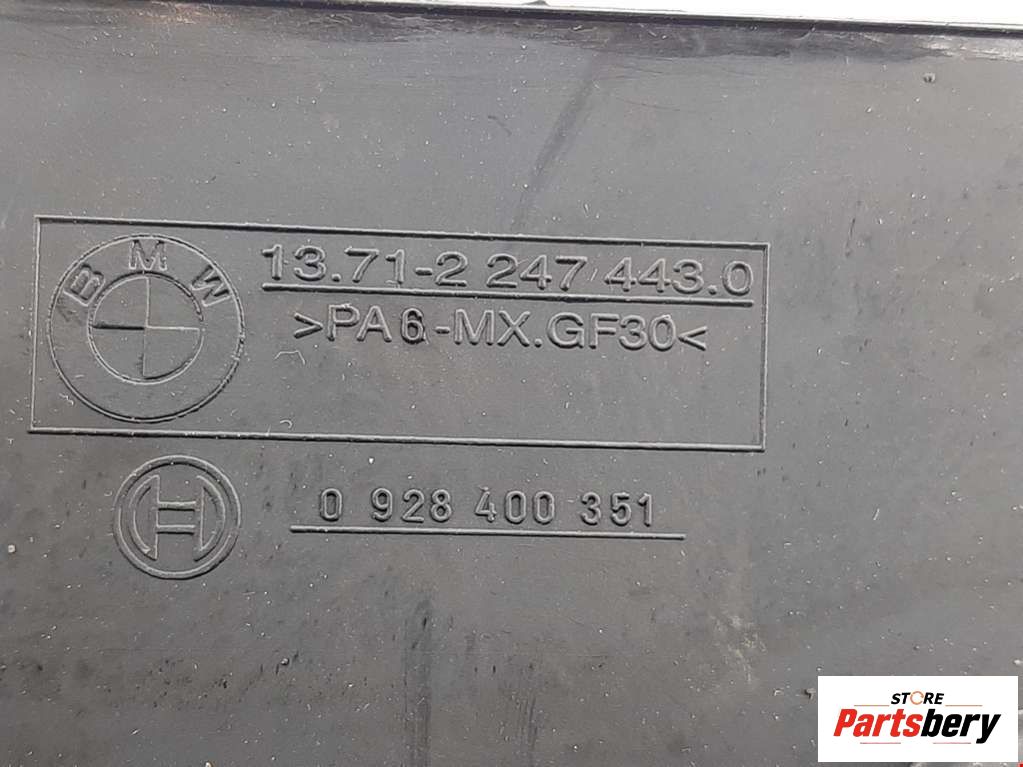 BMW
13.71-2 247 443.0
>PA6-MX.GF30<
0 928 400 351
STORE
Partsbery